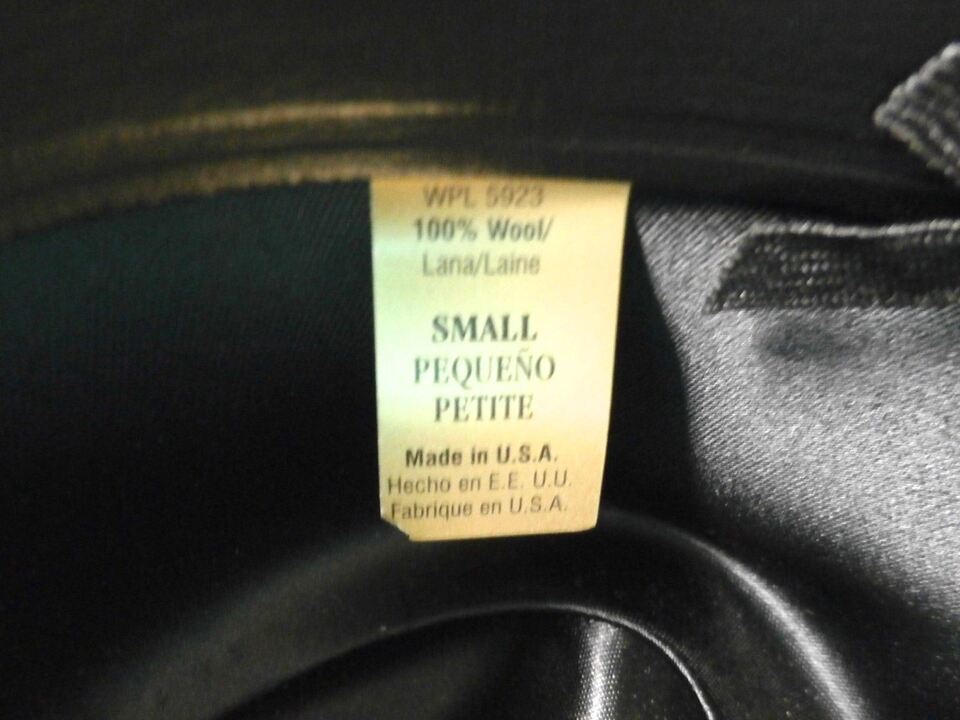 WPL 5923
100% Wool/
Lana/Laine
SMALL
PEQUEÑO
PETITE
Made in U.S.A.
Hecho en E.E. U.U.
Fabrique en U.S.A.